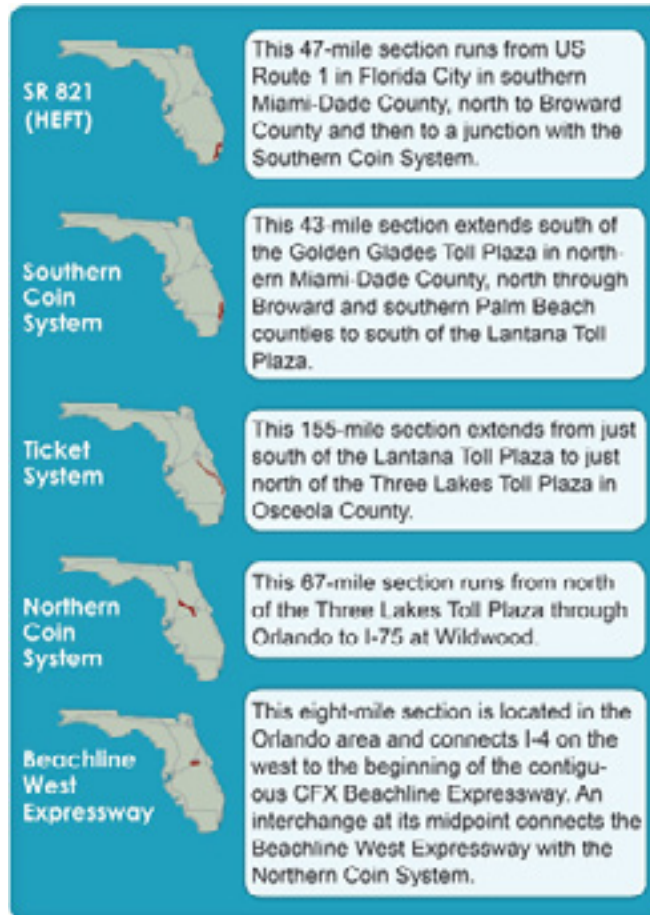 SR 821
(HEFT)
This 47-mile section runs from US
Route 1 in Florida City in southern
Miami-Dade County, north to Broward
County and then to a junction with the
Southern Coin System.
Southern
Coin
System
This 43-mile section extends south of
the Golden Glades Toll Plaza in north-
ern Miami-Dade County, north through
Broward and southern Palm Beach
counties to south of the Lantana Toll
Plaza.
Ticket
System
This 155-mile section extends from just
south of the Lantana Toll Plaza to just
north of the Three Lakes Toll Plaza in
Osceola County.
Northern
Coin
System
This 67-mile section runs from north
of the Three Lakes Toll Plaza through
Orlando to I-75 at Wildwood.
Beachline
West
Expressway
This eight-mile section is located in the
Orlando area and connects I-4 on the
west to the beginning of the contigu-
ous CFX Beachline Expressway. An
interchange at its midpoint connects the
Beachline West Expressway with the
Northern Coin System.